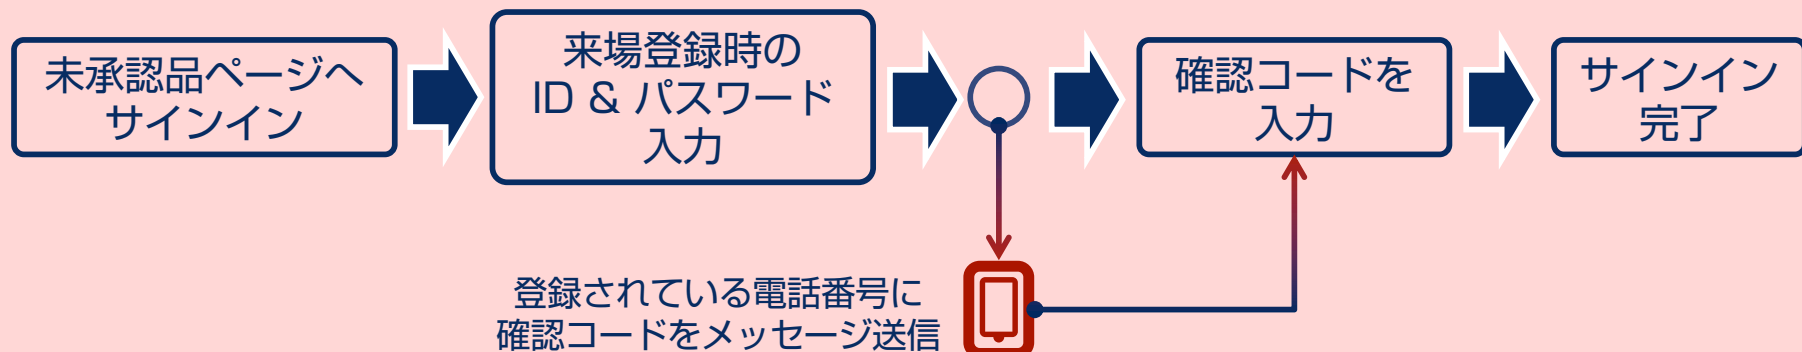 未承認品ページへ
サインイン
来場登録時の
ID & パスワード
入力
確認コードを
入力
サインイン
完了
登録されている電話番号に
確認コードをメッセージ送信